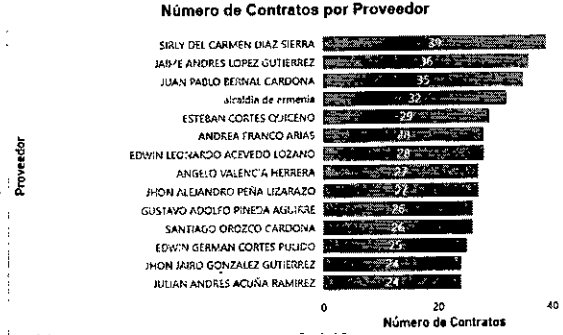 Número de Contratos por Proveedor
Proveedor
SIRLY DEL CARMEN DIAZ SIERRA 39
JAIME ANDRES LOPEZ GUTIERREZ 36
JUAN PABLO BERNAL CARDONA 35
alcaldia de armenia 32
ESTEBAN CORTES QUICENO 29
ANDREA FRANCO ARIAS 28
EDWIN LEONARDO ACEVEDO LOZANO 28
ANGELO VALENCIA HERRERA 27
JHON ALEJANDRO PEÑA LIZARAZO 27
GUSTAVO ADOLFO PINEDA AGUIRRE 26
SANTIAGO OROZCO CARDONA 26
EDWIN GERMAN CORTES PULIDO 25
JHON JAIRO GONZALEZ GUTIERREZ 24
JULIAN ANDRES ACUÑA RAMIREZ 24
0 20 40
Número de Contratos